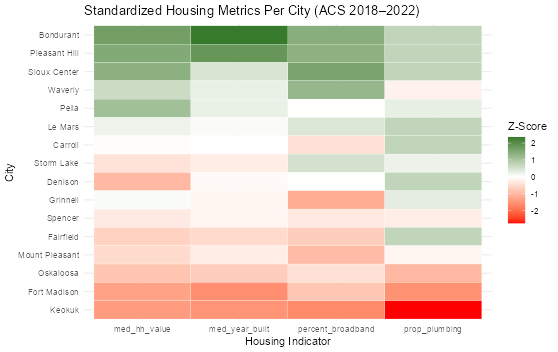 Standardized Housing Metrics Per City (ACS 2018–2022)
Bondurant
Pleasant Hill
Sioux Center
Waverly
Pella
Le Mars
Carroll
Storm Lake
Denison
Grinnell
Spencer
Fairfield
Mount Pleasant
Oskaloosa
Fort Madison
Keokuk
City
med_hh_value med_year_built percent_broadband prop_plumbing
Housing Indicator
Z-Score
2
1
0
-1
-2